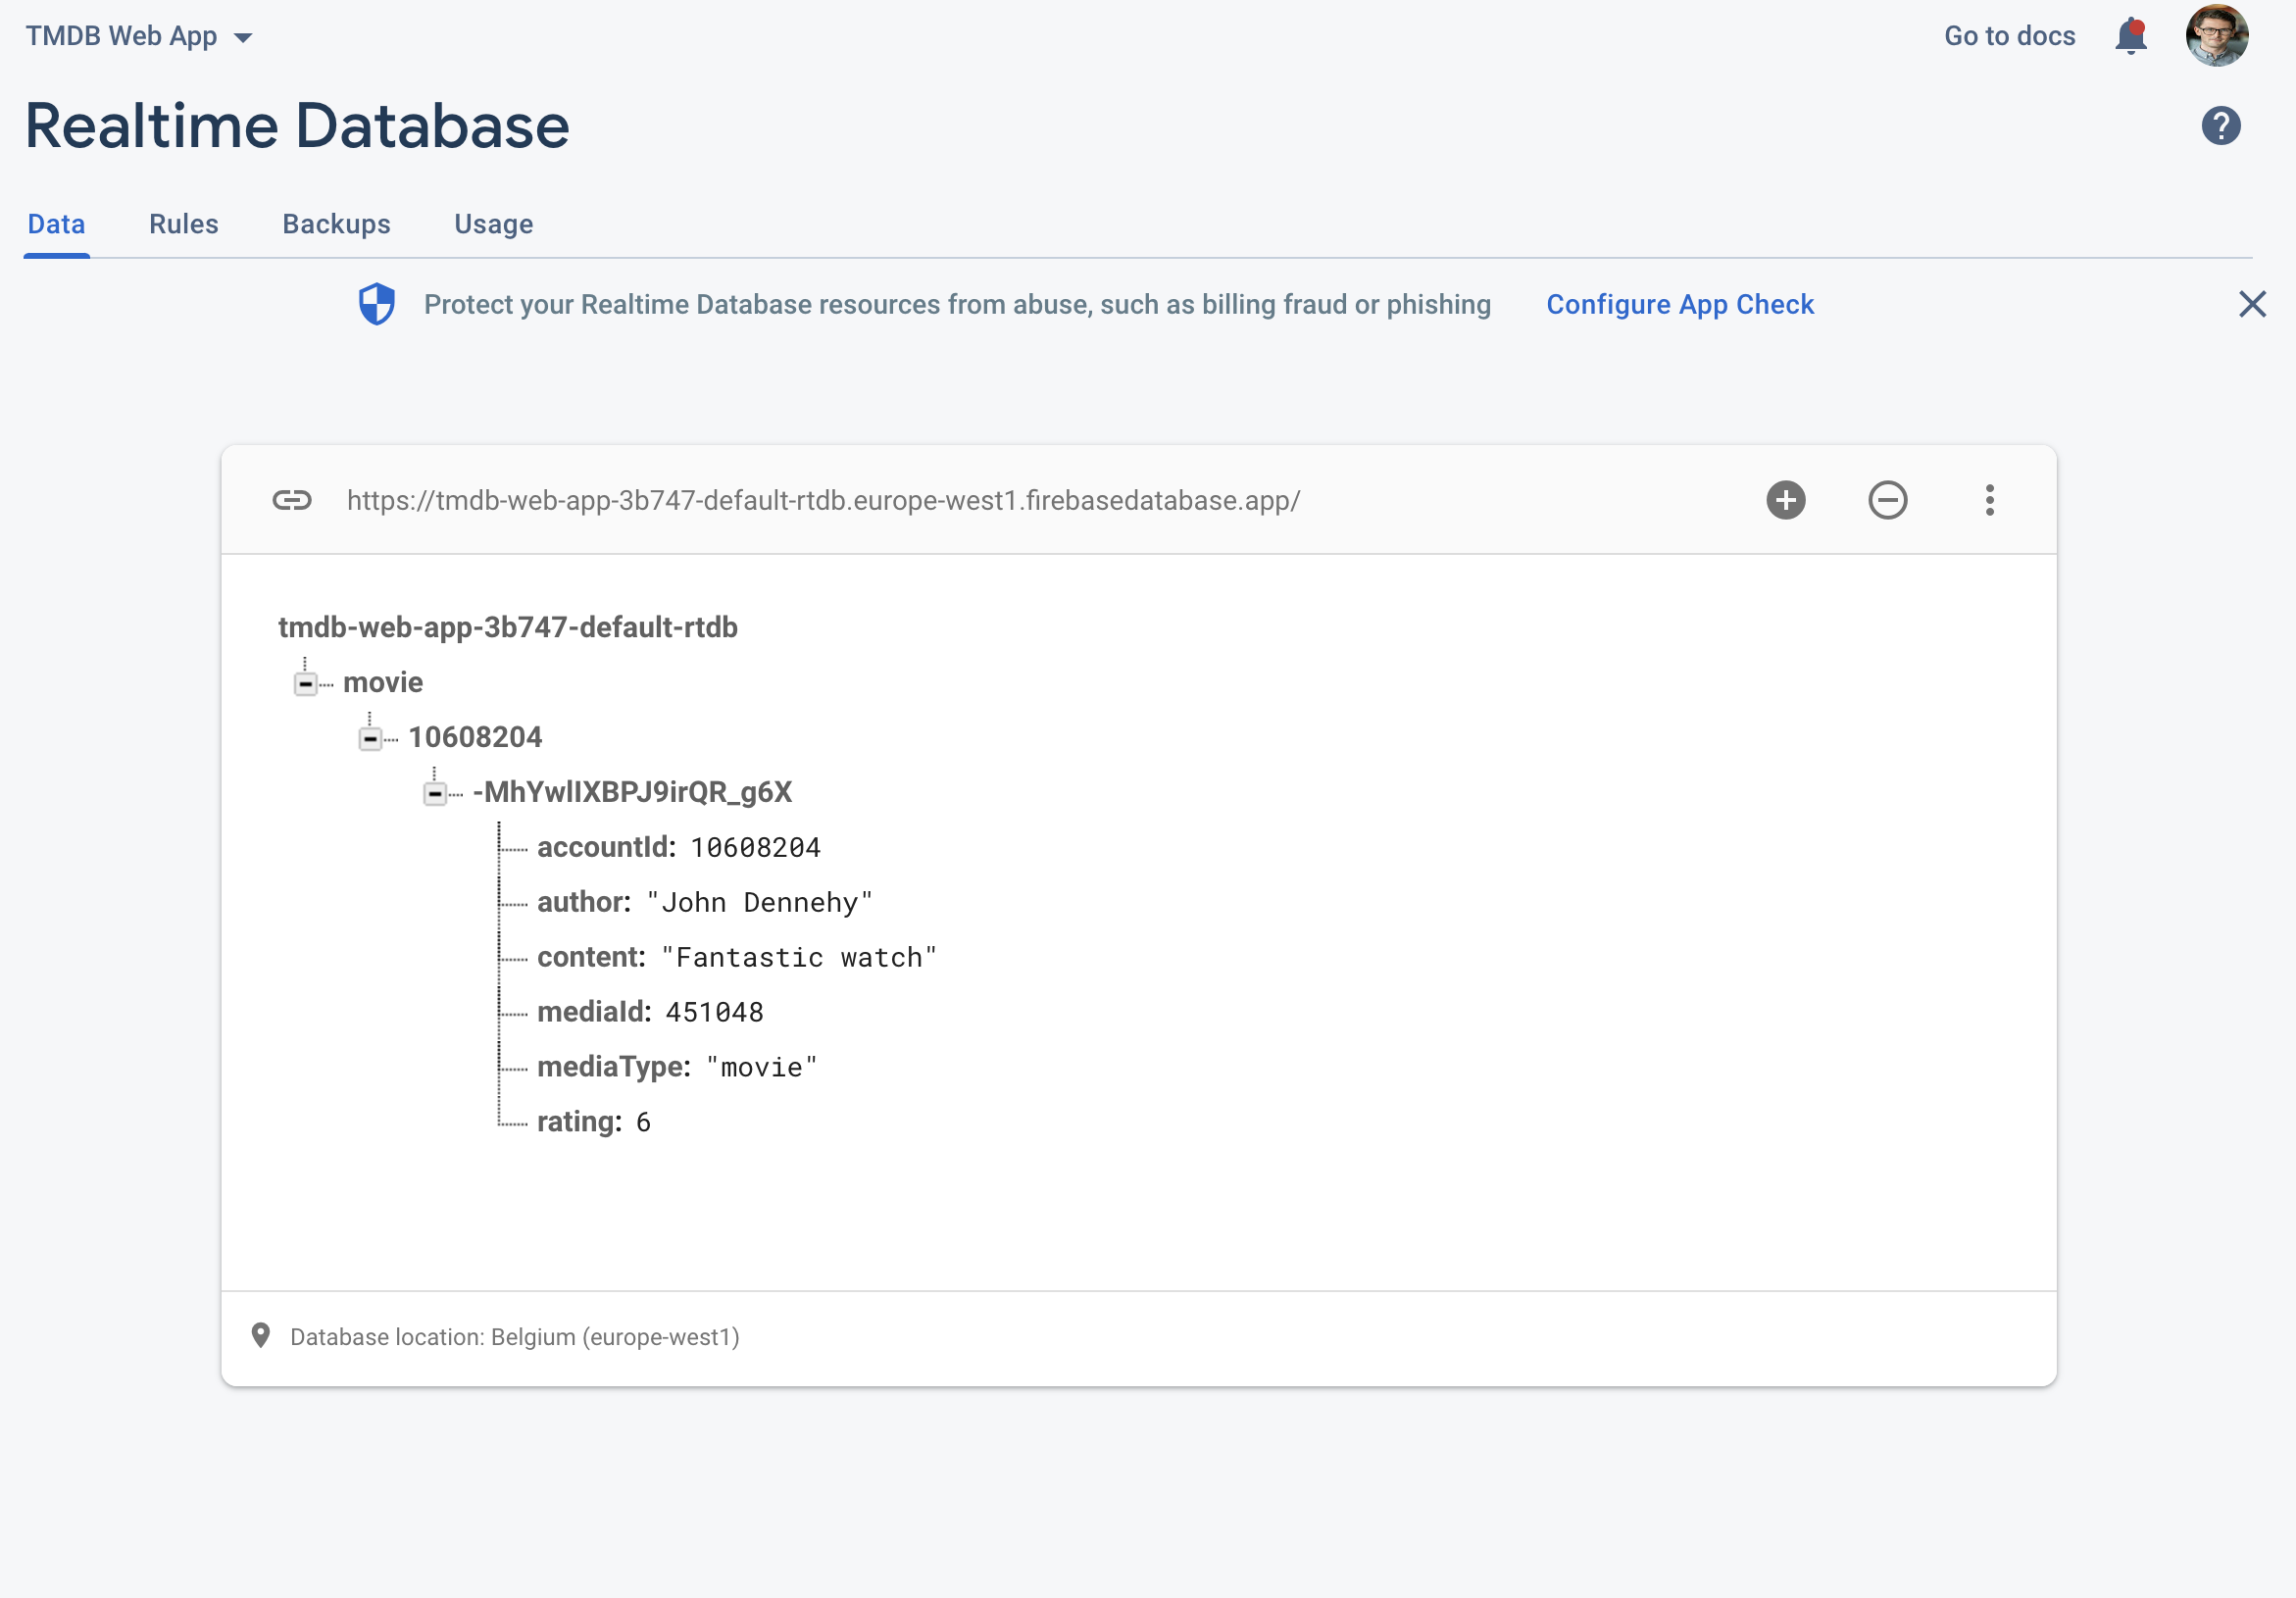 TMDB Web App
Go to docs
Realtime Database
Data Rules Backups Usage
Protect your Realtime Database resources from abuse, such as billing fraud or phishing Configure App Check
https://tmdb-web-app-3b747-default-rtdb.europe-west1.firebasedatabase.app/
tmdb-web-app-3b747-default-rtdb
movie
10608204
-MhYwlIXBPJ9irQR_g6X
accountId: 10608204
author: "John Dennehy"
content: "Fantastic watch"
mediaId: 451048
mediaType: "movie"
rating: 6
Database location: Belgium (europe-west1)